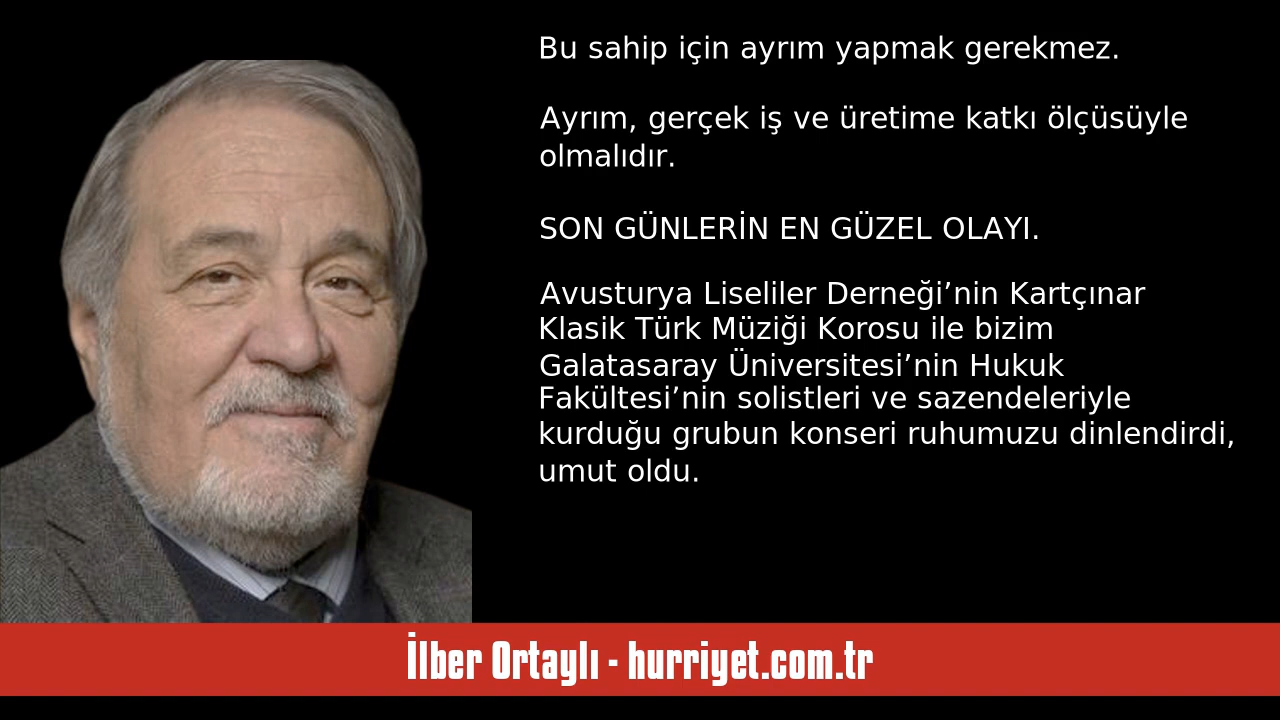 Bu sahip için ayrım yapmak gerekmez.
Ayrım, gerçek iş ve üretime katkı ölçüsüyle
olmalıdır.
SON GÜNLERİN EN GÜZEL OLAYI.
Avusturya Liseliler Derneği’nin Kartçınar
Klasik Türk Müziği Korosu ile bizim
Galatasaray Üniversitesi’nin Hukuk
Fakültesi’nin solistleri ve sazendeleriyle
kurduğu grubun konseri ruhumuzu dinlendirdi,
umut oldu.
İlber Ortaylı - hurriyet.com.tr